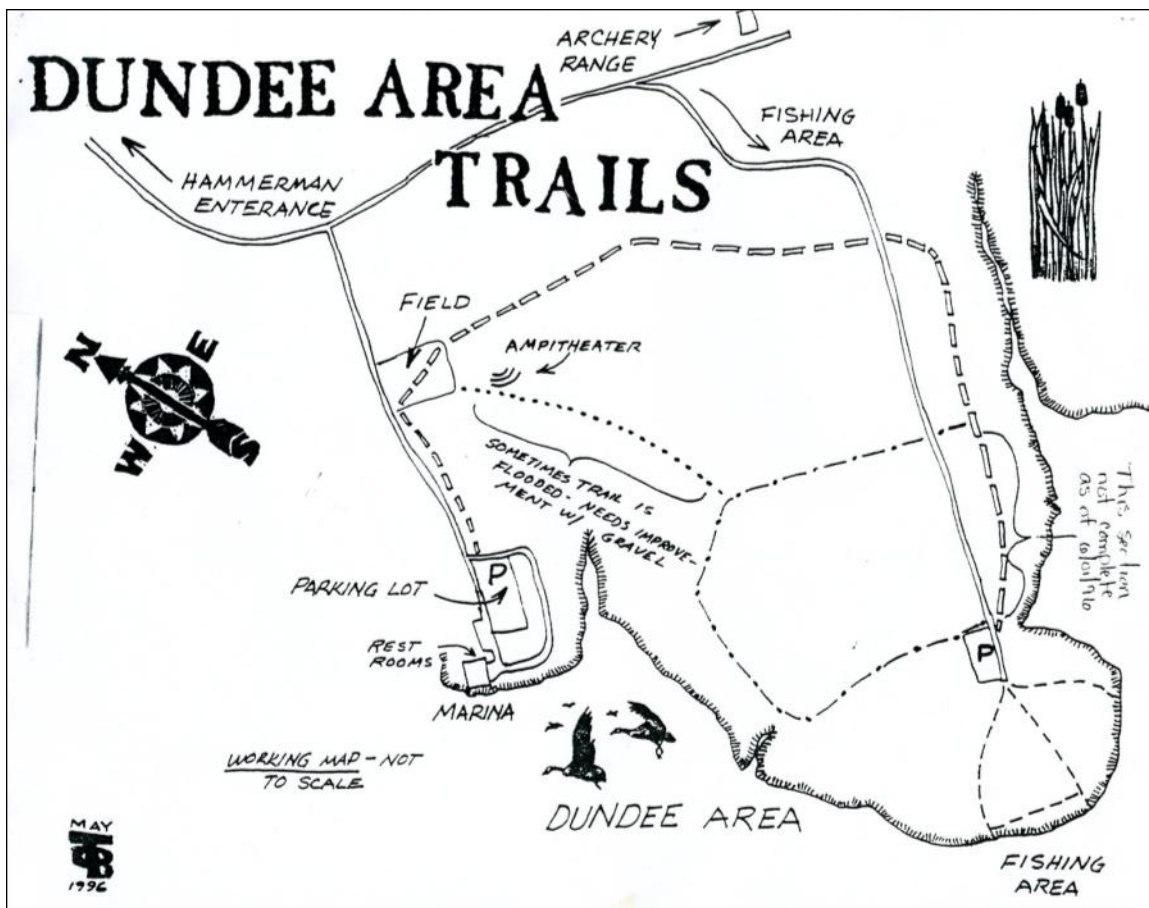 DUNDEE AREA
TRAILS
ARCHERY
RANGE
FISHING
AREA
HAMMERMAN
ENTERANCE
FIELD
AMPITHEATER
N
E
W
S
SOMETIMES TRAIL IS
FLOODED - NEEDS IMPROVE-
MENT W/ GRAVEL
This section
not complete
as of 6/01/96
P
PARKING LOT
REST
ROOMS
MARINA
P
WORKING MAP - NOT
TO SCALE
DUNDEE AREA
FISHING
AREA
MAY
1996